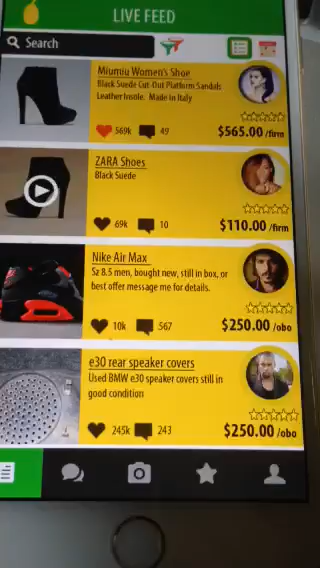 LIVE FEED
Search
Miumiu Women's Shoe
Black Suede Cut-Out Platform Sandals
Leather Insole. Made in Italy
569k 49 $565.00 /firm
ZARA Shoes
Black Suede
69k 10 $110.00 /firm
Nike Air Max
Sz 8.5 men, bought new, still in box, or
best offer message me for details.
10k 567 $250.00 /obo
e30 rear speaker covers
Used BMW e30 speaker covers still in
good condition
245k 243 $250.00 /obo